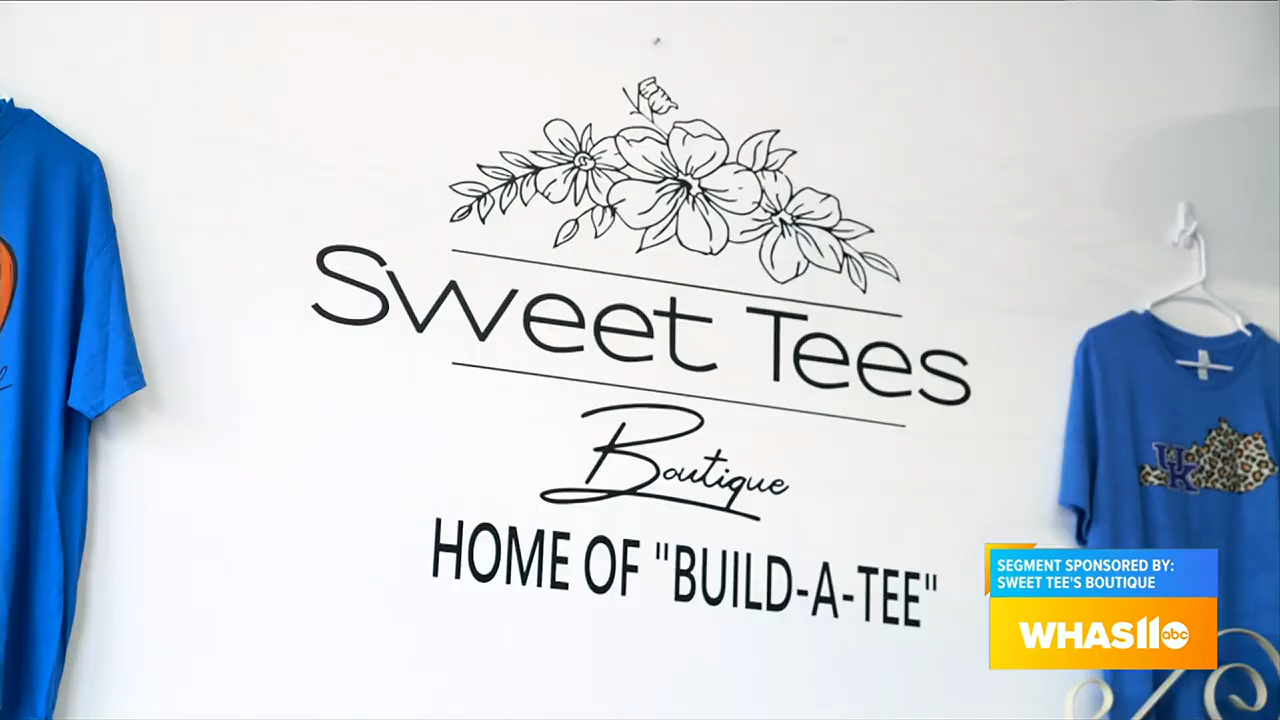 Sweet Tees
Boutique
HOME OF "BUILD-A-TEE"
UK
SEGMENT SPONSORED BY:
SWEET TEE'S BOUTIQUE
WHAS11 abc